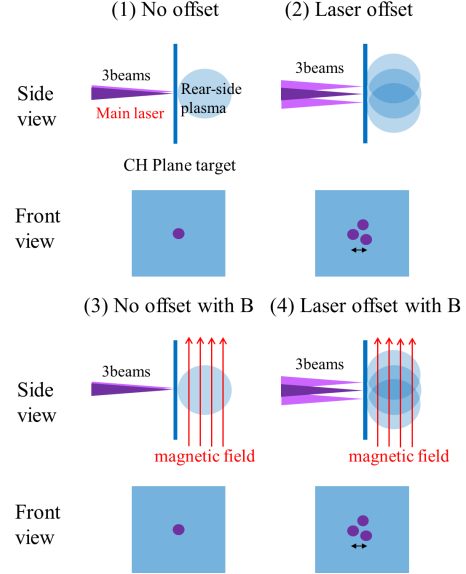 (1) No offset
(2) Laser offset
3beams
3beams
Side
view
Main laser
Rear-side
plasma
CH Plane target
Front
view
(3) No offset with B
(4) Laser offset with B
3beams
3beams
Side
view
magnetic field
magnetic field
Front
view